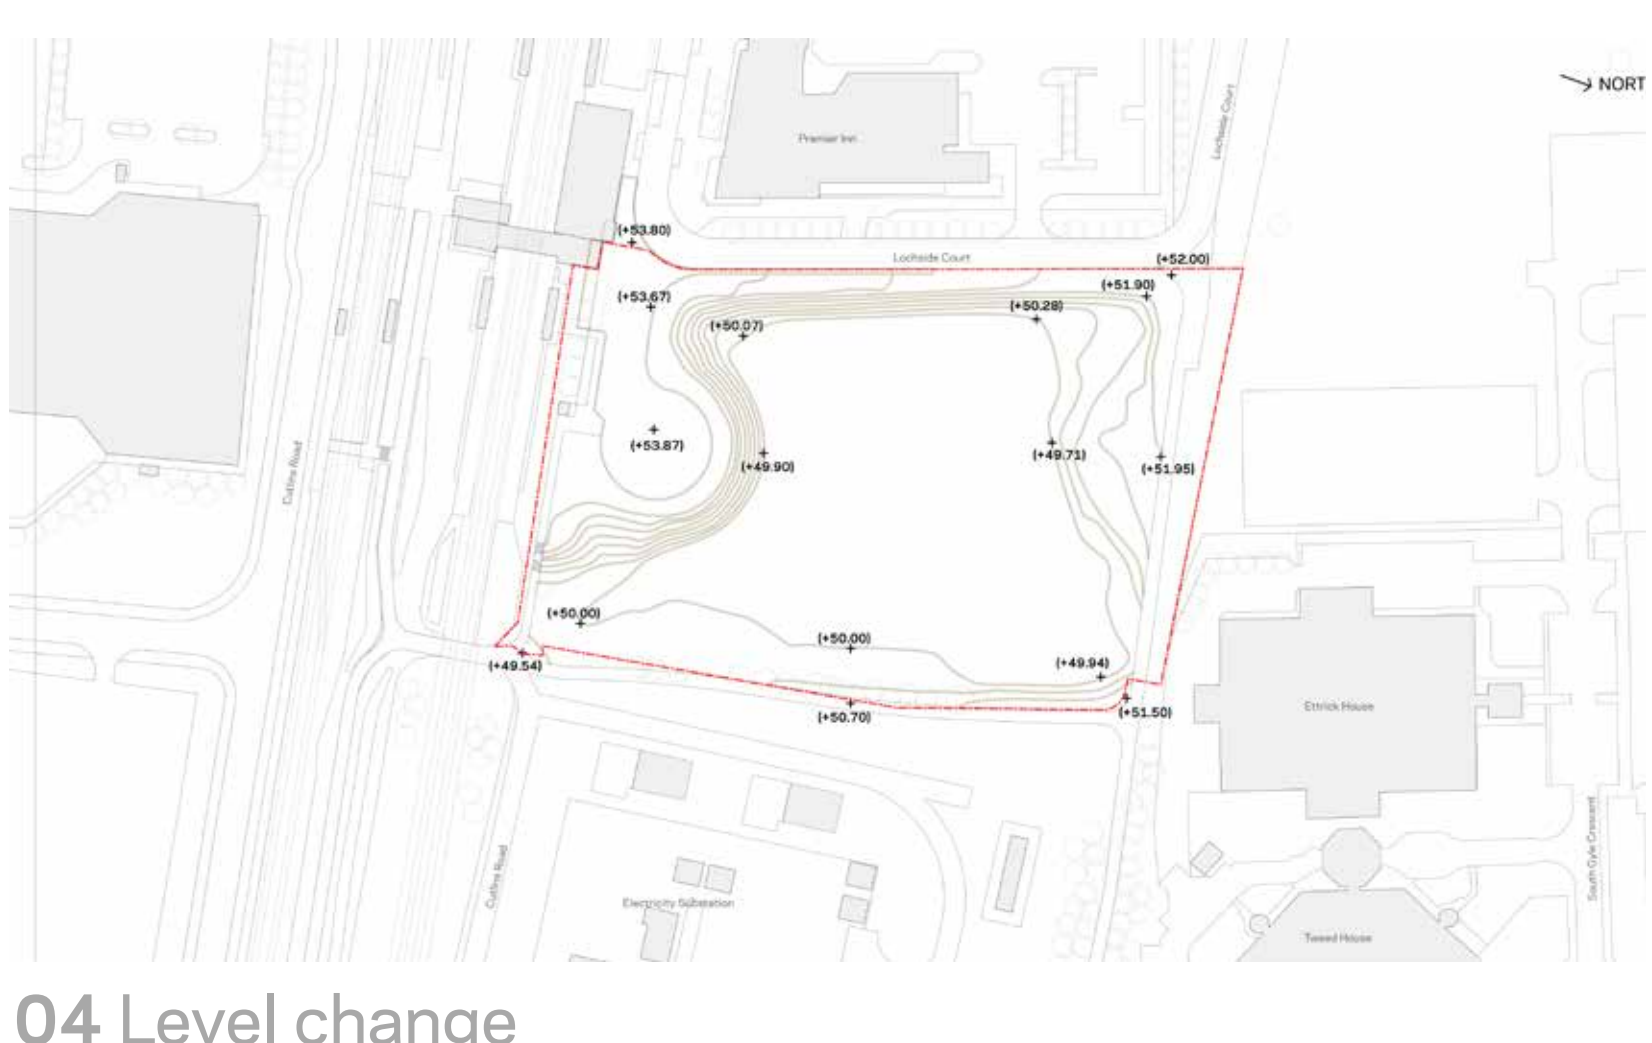 NORT
Lochside Court
Premier Inn
(+53.80)
Lochside Court
(+52.00)
(+51.90)
(+53.67)
(+50.28)
(+50.07)
(+53.87)
(+49.90)
(+49.71)
(+51.95)
Cutlins Road
(+50.00)
(+50.00)
(+49.54)
(+49.94)
(+50.70)
(+51.50)
Ettrick House
Cutlins Road
Electricity Substation
South Gyle Crescent
Tweed House
04 Level change